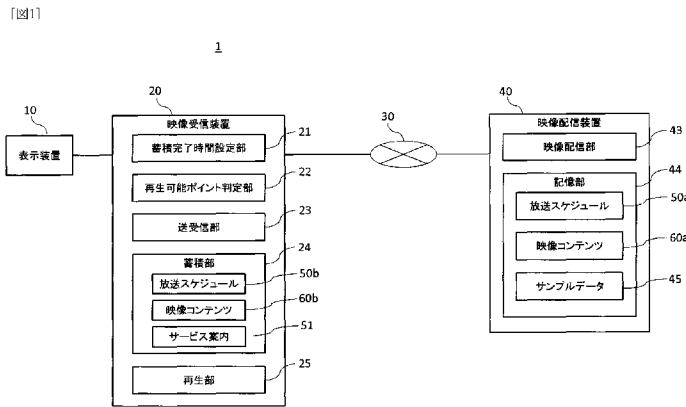 [図1]
1
10
表示装置
20
映像受信装置
蓄積完了時間設定部
21
再生可能ポイント判定部
22
送受信部
23
24
蓄積部
放送スケジュール
50b
映像コンテンツ
60b
サービス案内
51
再生部
25
30
40
映像配信装置
43
映像配信部
44
記憶部
放送スケジュール
50a
映像コンテンツ
60a
サンプルデータ
45